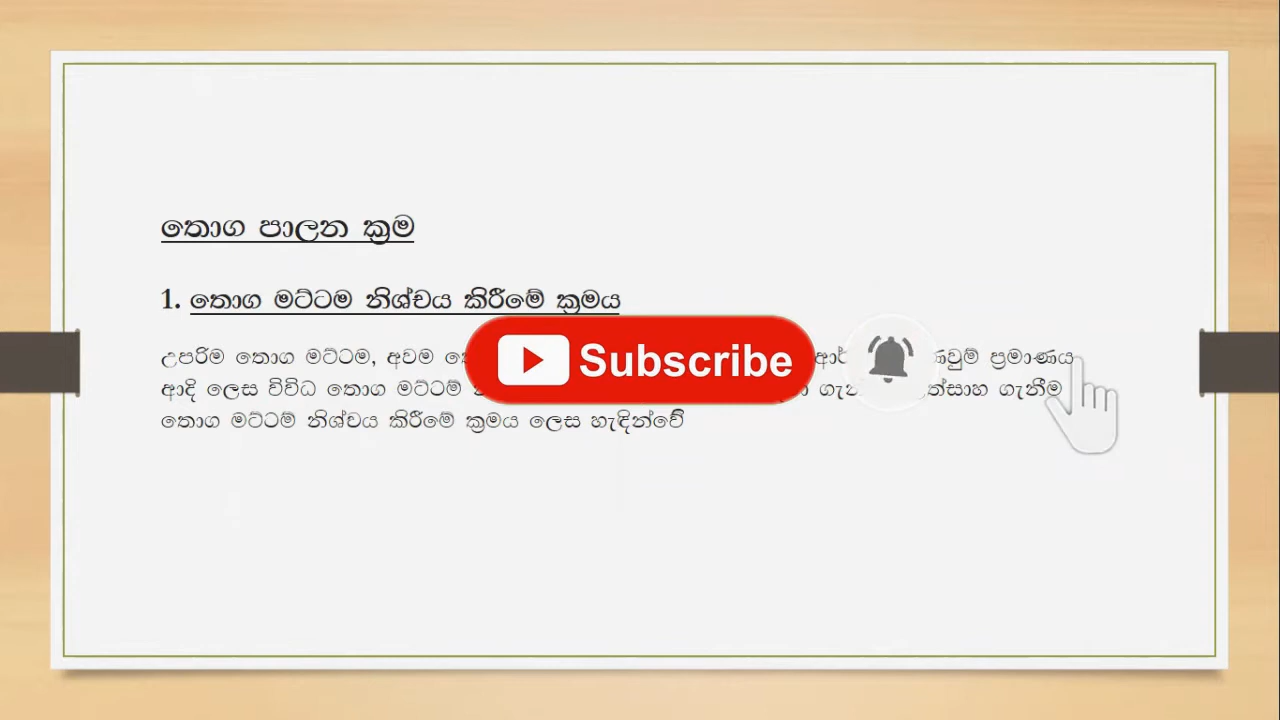 තොග පාලන ක්‍රම
1. තොග මට්ටම නිශ්චය කිරීමේ ක්‍රමය
උපරිම තොග මට්ටම, අවම ප්‍රමාණය
Subscribe
ආදි ලෙස විවිධ තොග මට්ටම් ගැනීම
තොග මට්ටම් නිශ්චය කිරීමේ ක්‍රමය ලෙස හැඳින්වේ